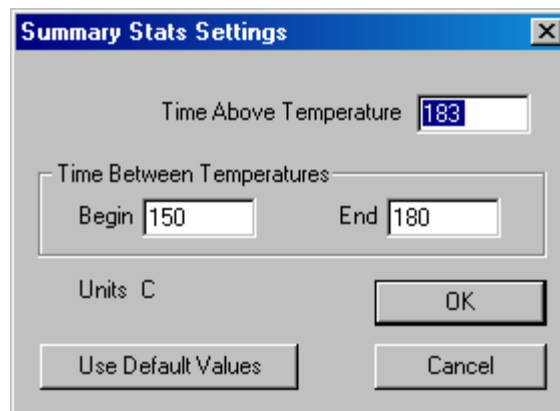 Summary Stats Settings
Time Above Temperature 183
Time Between Temperatures
Begin 150 End 180
Units C
OK
Use Default Values
Cancel